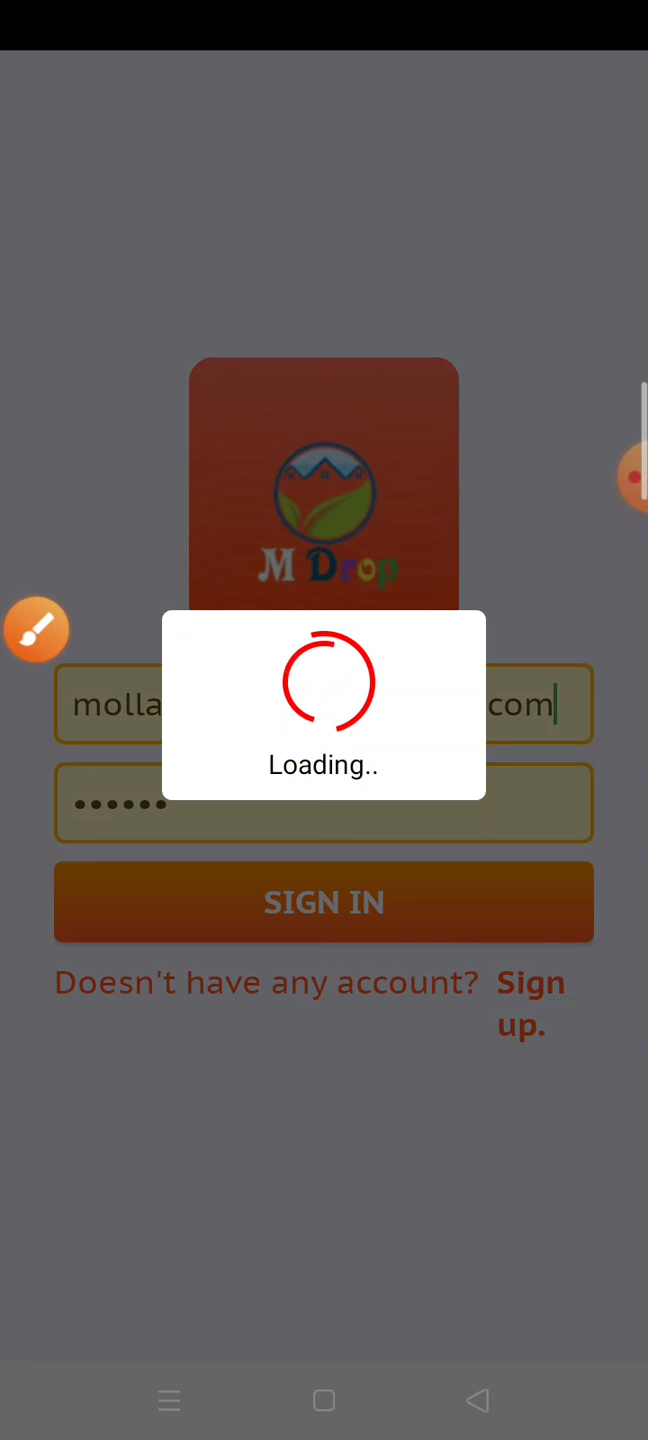 M Drop
molla
com
Loading..
••••••
SIGN IN
Doesn't have any account? Sign
up.